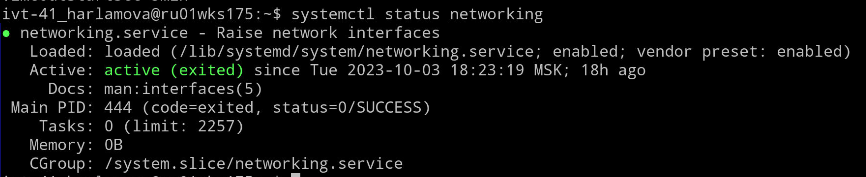 ivt-41_harlamova@ru01wks175:~$ systemctl status networking
● networking.service - Raise network interfaces
Loaded: loaded (/lib/systemd/system/networking.service; enabled; vendor preset: enabled)
Active: active (exited) since Tue 2023-10-03 18:23:19 MSK; 18h ago
Docs: man:interfaces(5)
Main PID: 444 (code=exited, status=0/SUCCESS)
Tasks: 0 (limit: 2257)
Memory: 0B
CGroup: /system.slice/networking.service